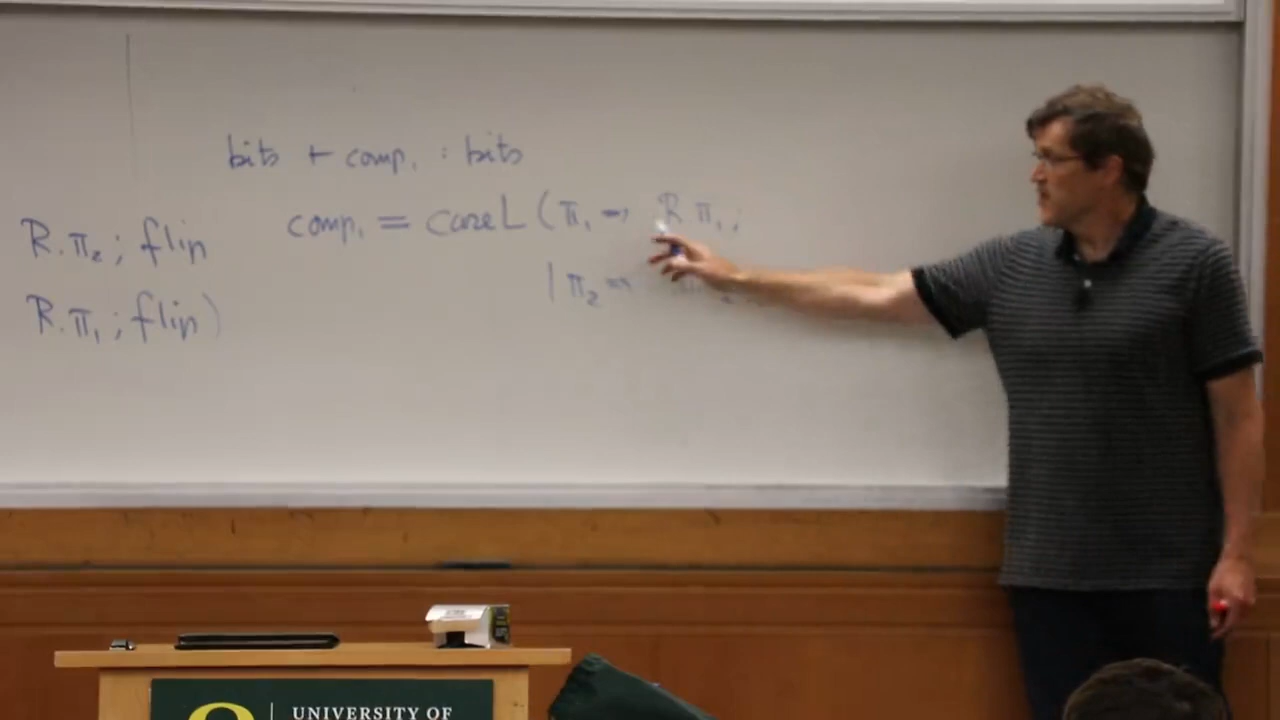 bits ⊢ comp₁ : bits
R.π₂ ; flip
R.π₁ ; flip)
comp₁ = caseL (π₁ ⇒ R.π₁ ;
| π₂ ⇒
UNIVERSITY OF